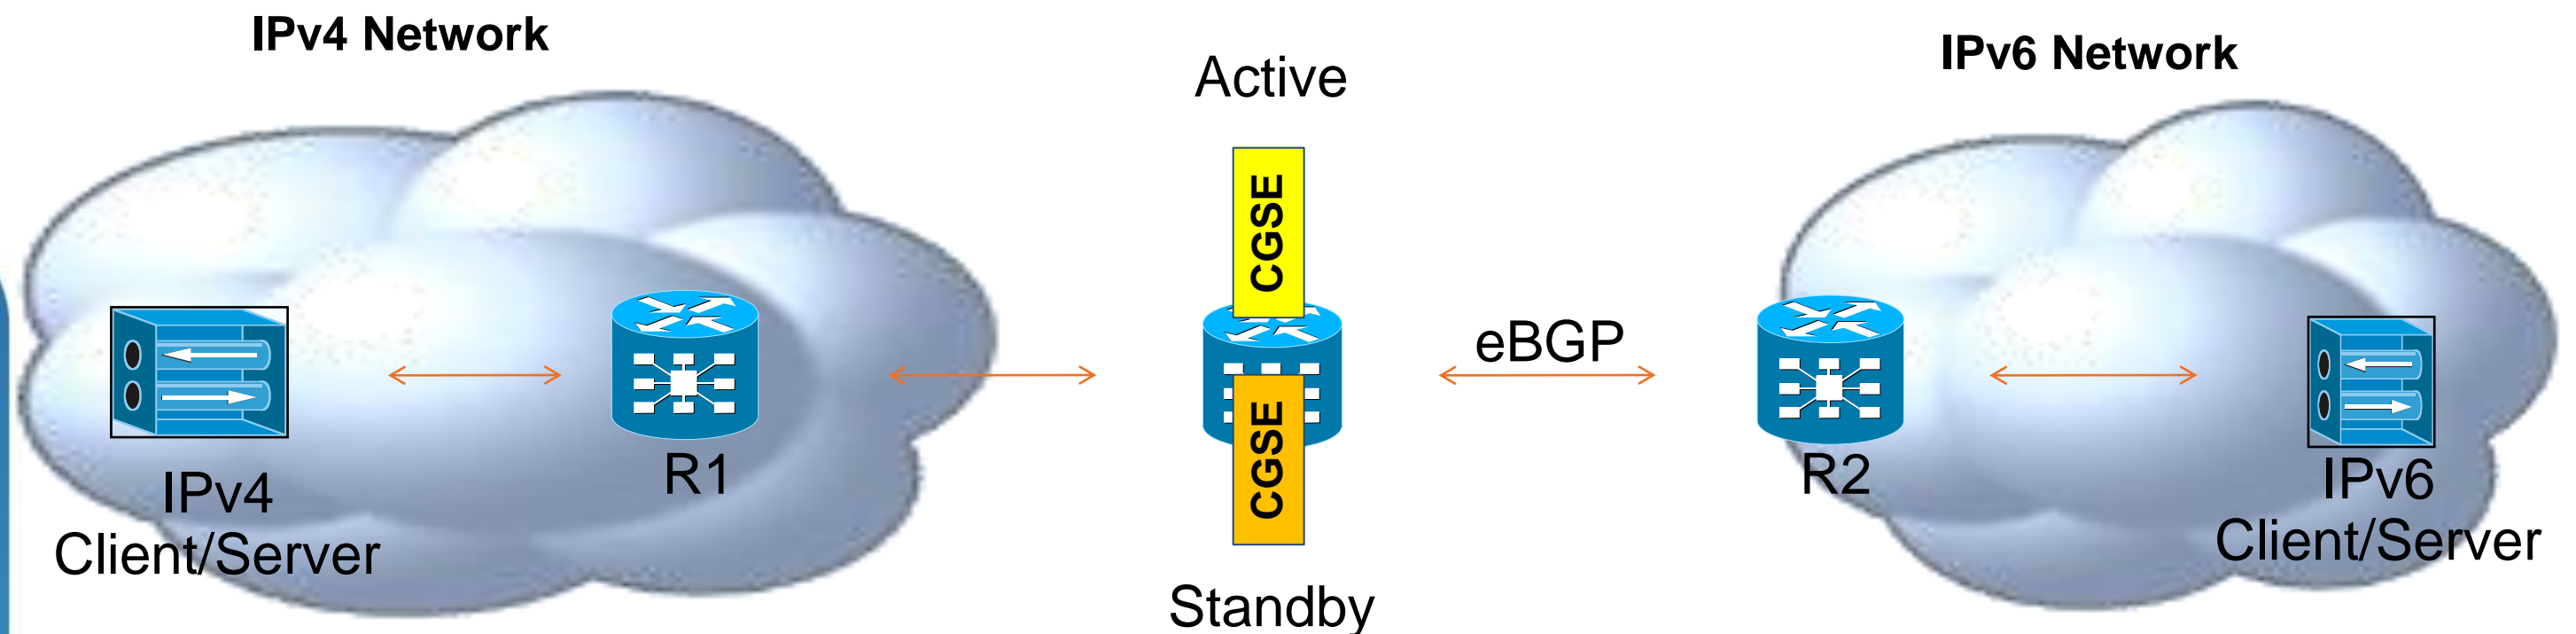 IPv4 Network
IPv6 Network
Active
CGSE
eBGP
CGSE
R1
R2
IPv4
Client/Server
IPv6
Client/Server
Standby